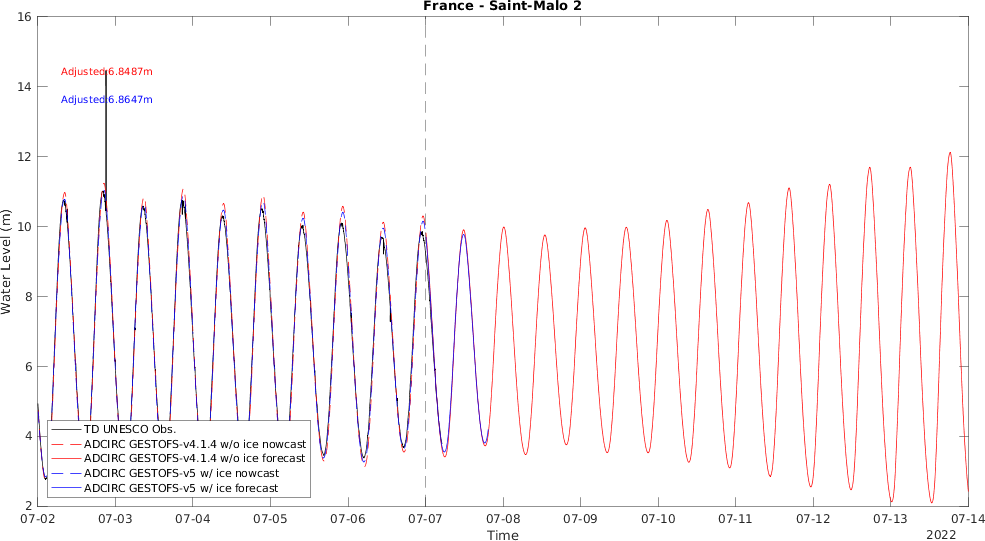 France - Saint-Malo 2
Water Level (m)
16
14
12
10
8
6
4
2
Adjusted:6.8487m
Adjusted:6.8647m
TD UNESCO Obs.
ADCIRC GESTOFS-v4.1.4 w/o ice nowcast
ADCIRC GESTOFS-v4.1.4 w/o ice forecast
ADCIRC GESTOFS-v5 w/ ice nowcast
ADCIRC GESTOFS-v5 w/ ice forecast
07-02 07-03 07-04 07-05 07-06 07-07 07-08 07-09 07-10 07-11 07-12 07-13 07-14
Time
2022